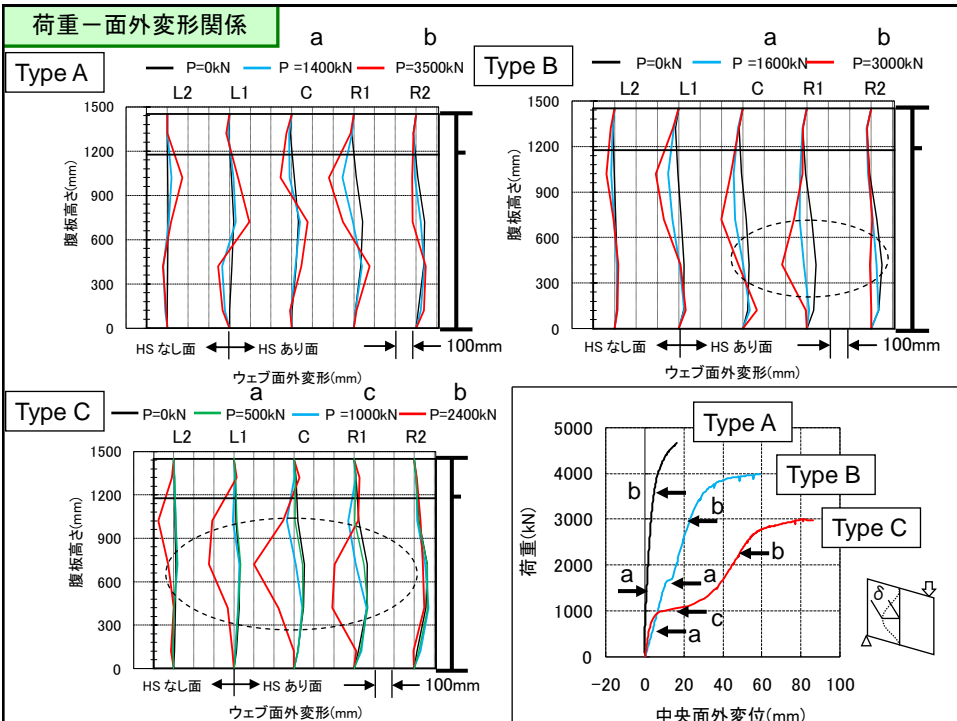 荷重－面外変形関係
a b
Type A
P=0kN P =1400kN P=3500kN
L2 L1 C R1 R2
1500
1200
900
600
300
0
腹板高さ(mm)
HS なし面 HS あり面 100mm
ウェブ面外変形(mm)
a b
Type B
P=0kN P =1600kN P=3000kN
L2 L1 C R1 R2
1500
1200
900
600
300
0
腹板高さ(mm)
HS なし面 HS あり面 100mm
ウェブ面外変形(mm)
a c b
Type C
P=0kN P=500kN P =1000kN P=2400kN
L2 L1 C R1 R2
1500
1200
900
600
300
0
腹板高さ(mm)
HS なし面 HS あり面 100mm
ウェブ面外変形(mm)
Type A
Type B
Type C
5000
4000
3000
2000
1000
0
荷重(kN)
b
b
b
a
a
c
a
δ
-20 0 20 40 60 80 100
中央面外変位(mm)